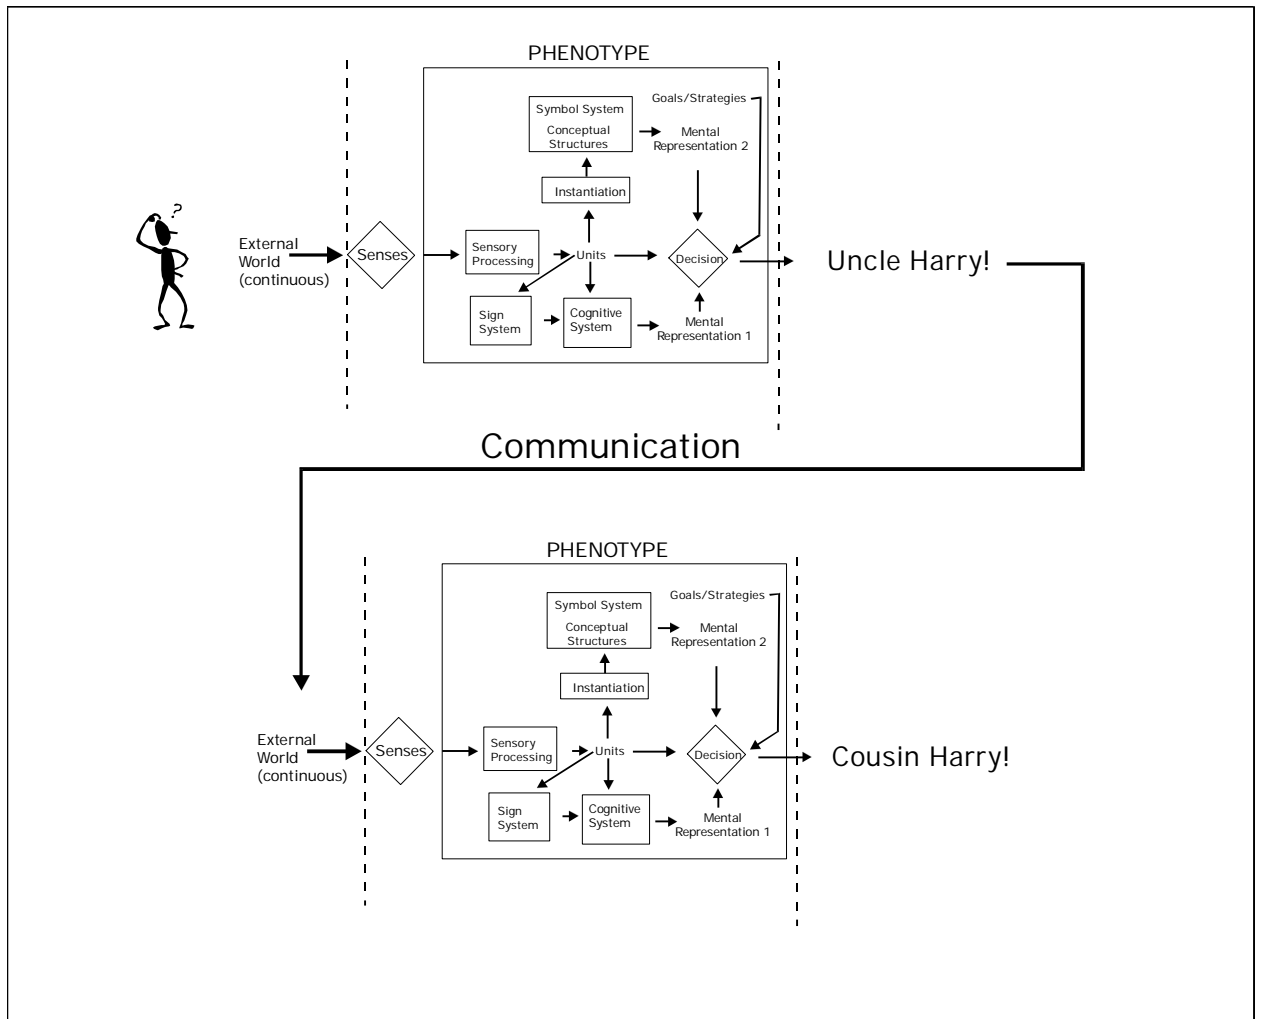 PHENOTYPE
Goals/Strategies
Symbol System
Conceptual
Structures
Mental
Representation 2
Instantiation
?
External
World
(continuous)
Senses
Sensory
Processing
Units
Decision
Uncle Harry!
Sign
System
Cognitive
System
Mental
Representation 1
Communication
PHENOTYPE
Goals/Strategies
Symbol System
Conceptual
Structures
Mental
Representation 2
Instantiation
External
World
(continuous)
Senses
Sensory
Processing
Units
Decision
Cousin Harry!
Sign
System
Cognitive
System
Mental
Representation 1